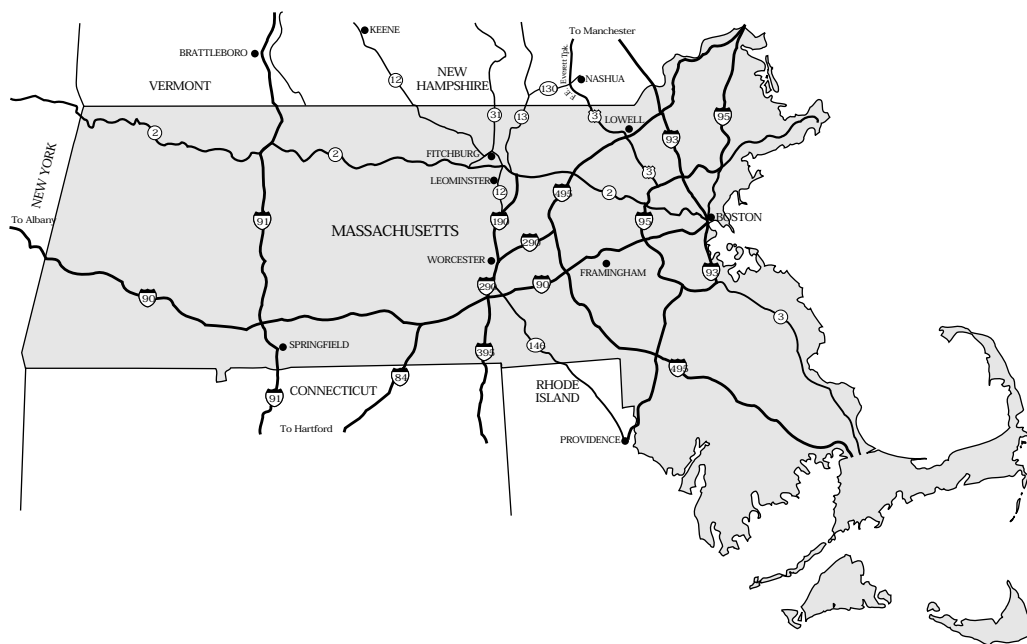 To Manchester
KEENE
BRATTLEBORO
VERMONT
NEW
HAMPSHIRE
12
F.E. Everett Tpk.
NASHUA
130
31
13
3
LOWELL
95
93
2
2
FITCHBURG
3
NEW YORK
LEOMINSTER
12
495
2
To Albany
91
190
95
BOSTON
MASSACHUSETTS
290
WORCESTER
FRAMINGHAM
93
290
90
90
3
SPRINGFIELD
146
395
495
84
CONNECTICUT
RHODE
ISLAND
91
To Hartford
PROVIDENCE